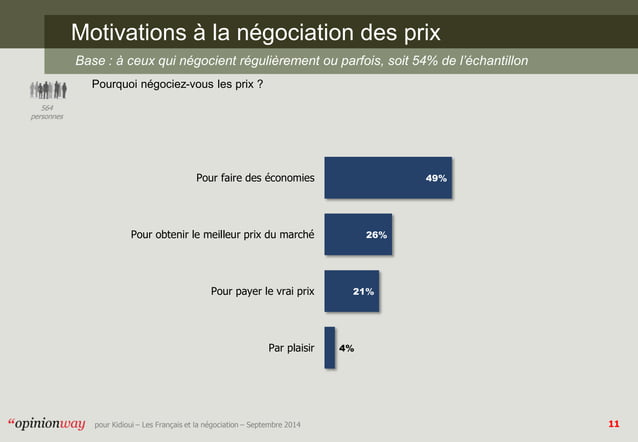 Motivations à la négociation des prix
Base : à ceux qui négocient régulièrement ou parfois, soit 54% de l’échantillon
Pourquoi négociez-vous les prix ?
564
personnes
Pour faire des économies 49%
Pour obtenir le meilleur prix du marché 26%
Pour payer le vrai prix 21%
Par plaisir 4%
“opinionway pour Kidioui – Les Français et la négociation – Septembre 2014 11